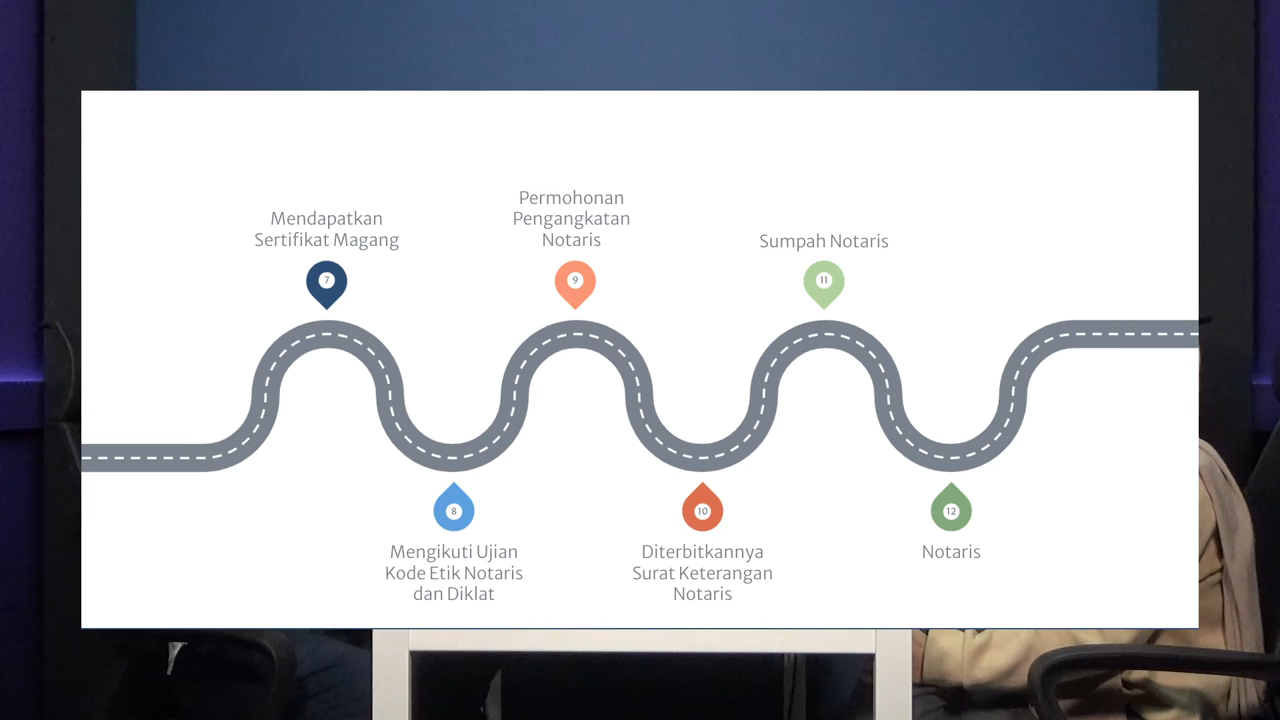 Mendapatkan
Sertifikat Magang
7
Mengikuti Ujian
Kode Etik Notaris
dan Diklat
8
Permohonan
Pengangkatan
Notaris
9
Diterbitkannya
Surat Keterangan
Notaris
10
Sumpah Notaris
11
Notaris
12